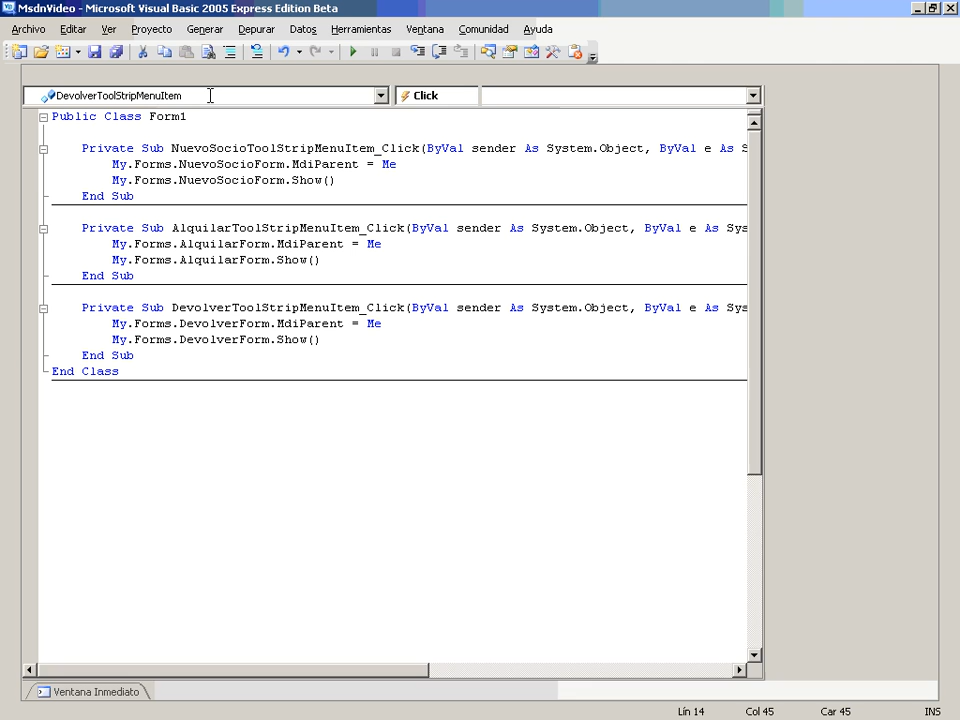 MsdnVideo - Microsoft Visual Basic 2005 Express Edition Beta
Archivo Editar Ver Proyecto Generar Depurar Datos Herramientas Ventana Comunidad Ayuda
DevolverToolStripMenuItem Click
Public Class Form1
Private Sub NuevoSocioToolStripMenuItem_Click(ByVal sender As System.Object, ByVal e As S
My.Forms.NuevoSocioForm.MdiParent = Me
My.Forms.NuevoSocioForm.Show()
End Sub
Private Sub AlquilarToolStripMenuItem_Click(ByVal sender As System.Object, ByVal e As Sys
My.Forms.AlquilarForm.MdiParent = Me
My.Forms.AlquilarForm.Show()
End Sub
Private Sub DevolverToolStripMenuItem_Click(ByVal sender As System.Object, ByVal e As Sys
My.Forms.DevolverForm.MdiParent = Me
My.Forms.DevolverForm.Show()
End Sub
End Class
Ventana Inmediato
Lín 14 Col 45 Car 45 INS